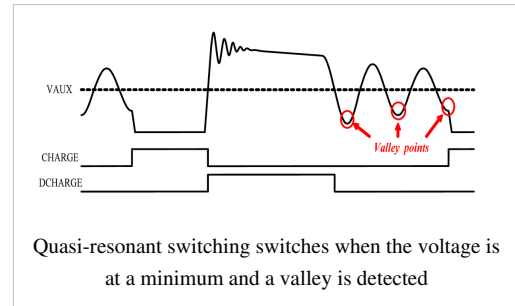 VAUX
Valley points
CHARGE
DCHARGE
Quasi-resonant switching switches when the voltage is
at a minimum and a valley is detected